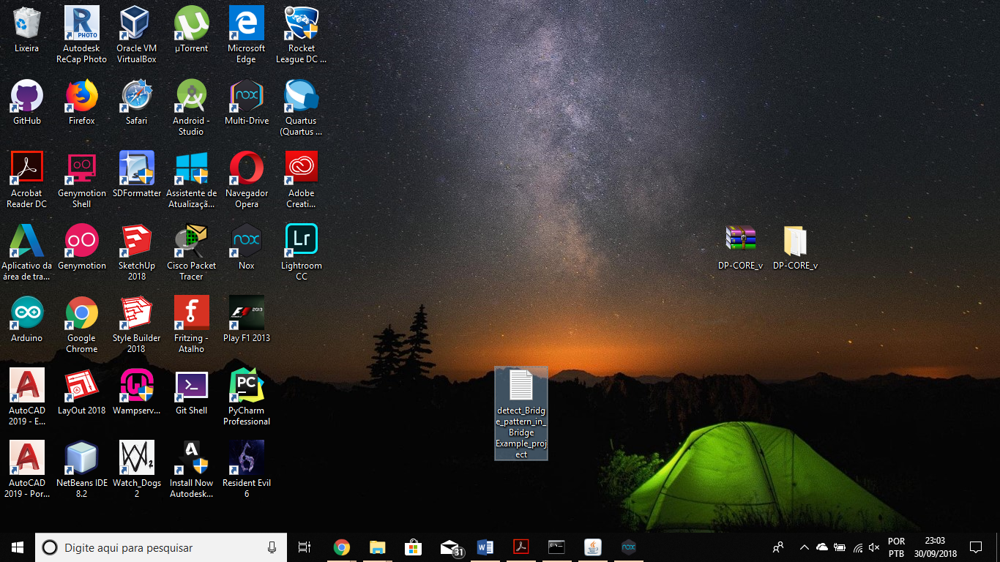 Lixeira
Autodesk
ReCap Photo
Oracle VM
VirtualBox
µTorrent
Microsoft
Edge
Rocket
League DC ...
GitHub
Firefox
Safari
Android -
Studio
Multi-Drive
Quartus
(Quartus ...
Acrobat
Reader DC
Genymotion
Shell
SDFormatter
Assistente de
Atualizaçã...
Navegador
Opera
Adobe
Creati...
Aplicativo da
área de tra...
Genymotion
SketchUp
2018
Cisco Packet
Tracer
Nox
Lightroom
CC
DP-CORE_v
DP-CORE_v
Arduino
Google
Chrome
Style Builder
2018
Fritzing -
Atalho
Play F1 2013
AutoCAD
2019 - E...
LayOut 2018
Wampserv...
Git Shell
PyCharm
Professional
detect_Bridg
e_pattern_in_
Bridge
Example_proj
ect
AutoCAD
2019 - Por...
NetBeans IDE
8.2
Watch_Dogs
2
Install Now
Autodesk...
Resident Evil
6
Digite aqui para pesquisar
31
POR
PTB
23:03
30/09/2018